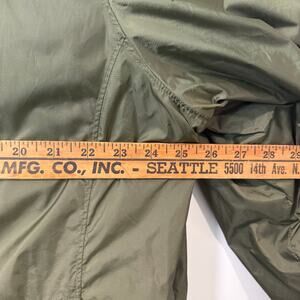 20 21 22 23 24 25 26 27 28 29
MFG. CO., INC. - SEATTLE 5500 14th Ave. N.